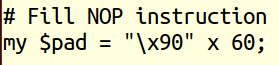 # Fill NOP instruction
my $pad = "\x90" x 60;